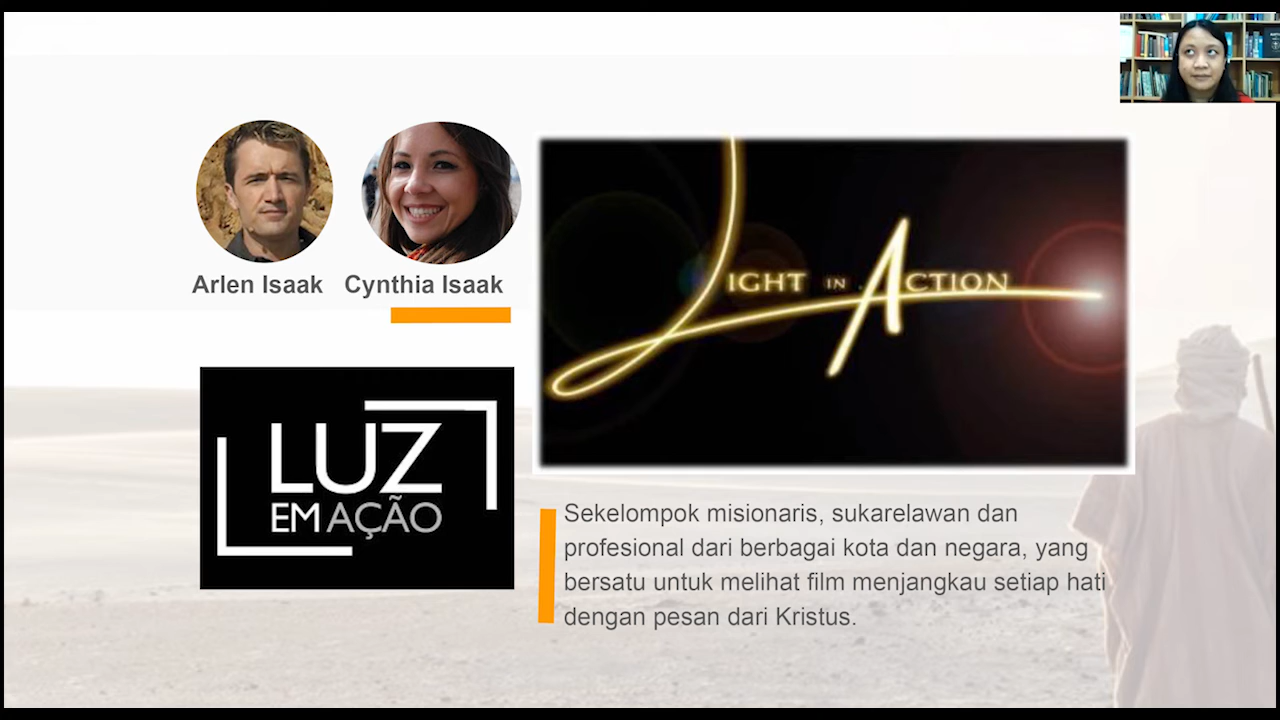 Arlen Isaak
Cynthia Isaak
LIGHT IN ACTION
LUZ
EM AÇÃO
Sekelompok misionaris, sukarelawan dan
profesional dari berbagai kota dan negara, yang
bersatu untuk melihat film menjangkau setiap hati
dengan pesan dari Kristus.